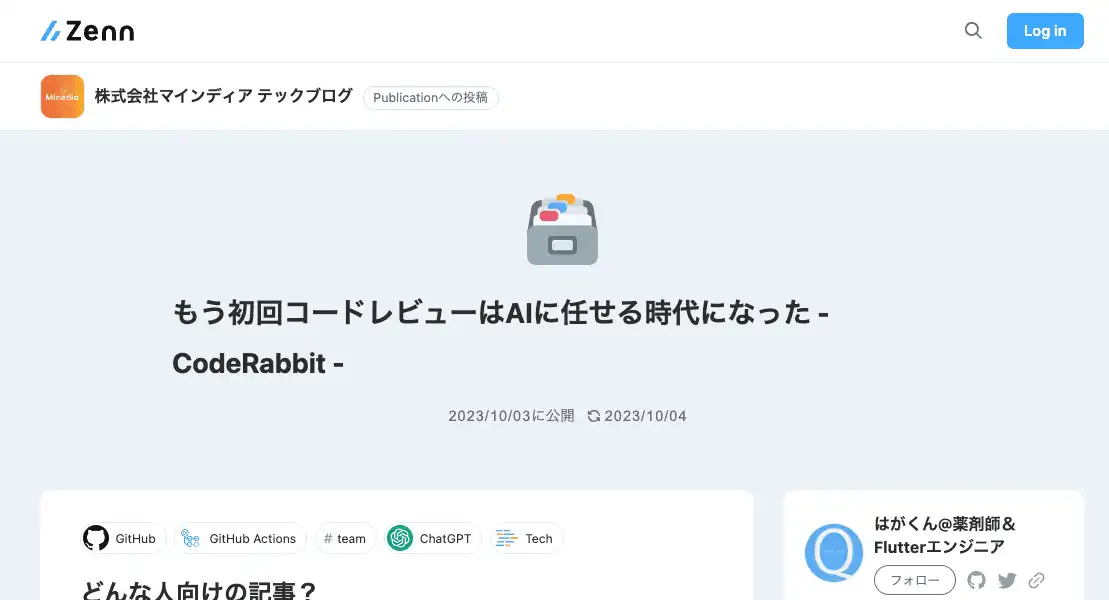 Zenn
Log in
Minedia
株式会社マインディア テックブログ
Publicationへの投稿
もう初回コードレビューはAIに任せる時代になった -
CodeRabbit -
2023/10/03に公開 2023/10/04
GitHub
GitHub Actions
# team
ChatGPT
Tech
どんな人向けの記事？
はがくん@薬剤師＆
Flutterエンジニア
フォロー